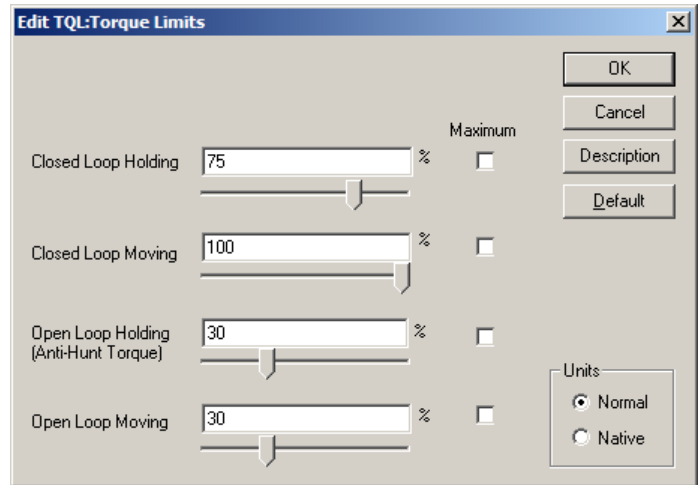 Edit TQL:Torque Limits
OK
Cancel
Maximum
Closed Loop Holding 75 %
Description
Default
Closed Loop Moving 100 %
Open Loop Holding 30 %
(Anti-Hunt Torque)
Units
Normal
Open Loop Moving 30 %
Native